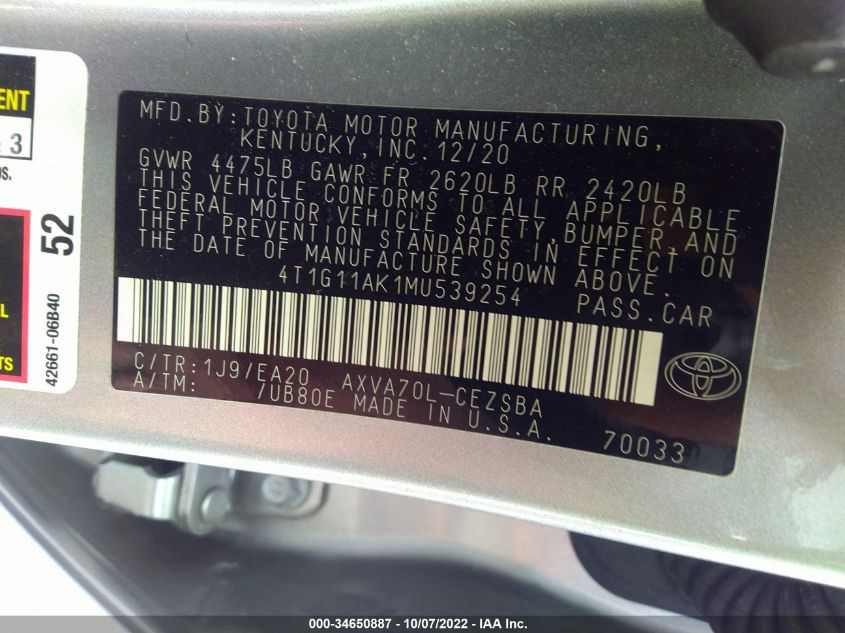 ENT
3
DS.
L
TS
52
42661-06B40
MFD.BY:TOYOTA MOTOR MANUFACTURING,
KENTUCKY,INC.12/20
GVWR 4475LB GAWR FR 2620LB RR 2420LB
THIS VEHICLE CONFORMS TO ALL APPLICABLE
FEDERAL MOTOR VEHICLE SAFETY,BUMPER,AND
THEFT PREVENTION STANDARDS IN EFFECT ON
THE DATE OF MANUFACTURE SHOWN ABOVE.
4T1G11AK1MU539254 PASS.CAR
C/TR:1J9/EA20 AXVA70L-CEZSBA
A/TM: /UB80E MADE IN U.S.A.
70033
000-34650887 - 10/07/2022 - IAA Inc.